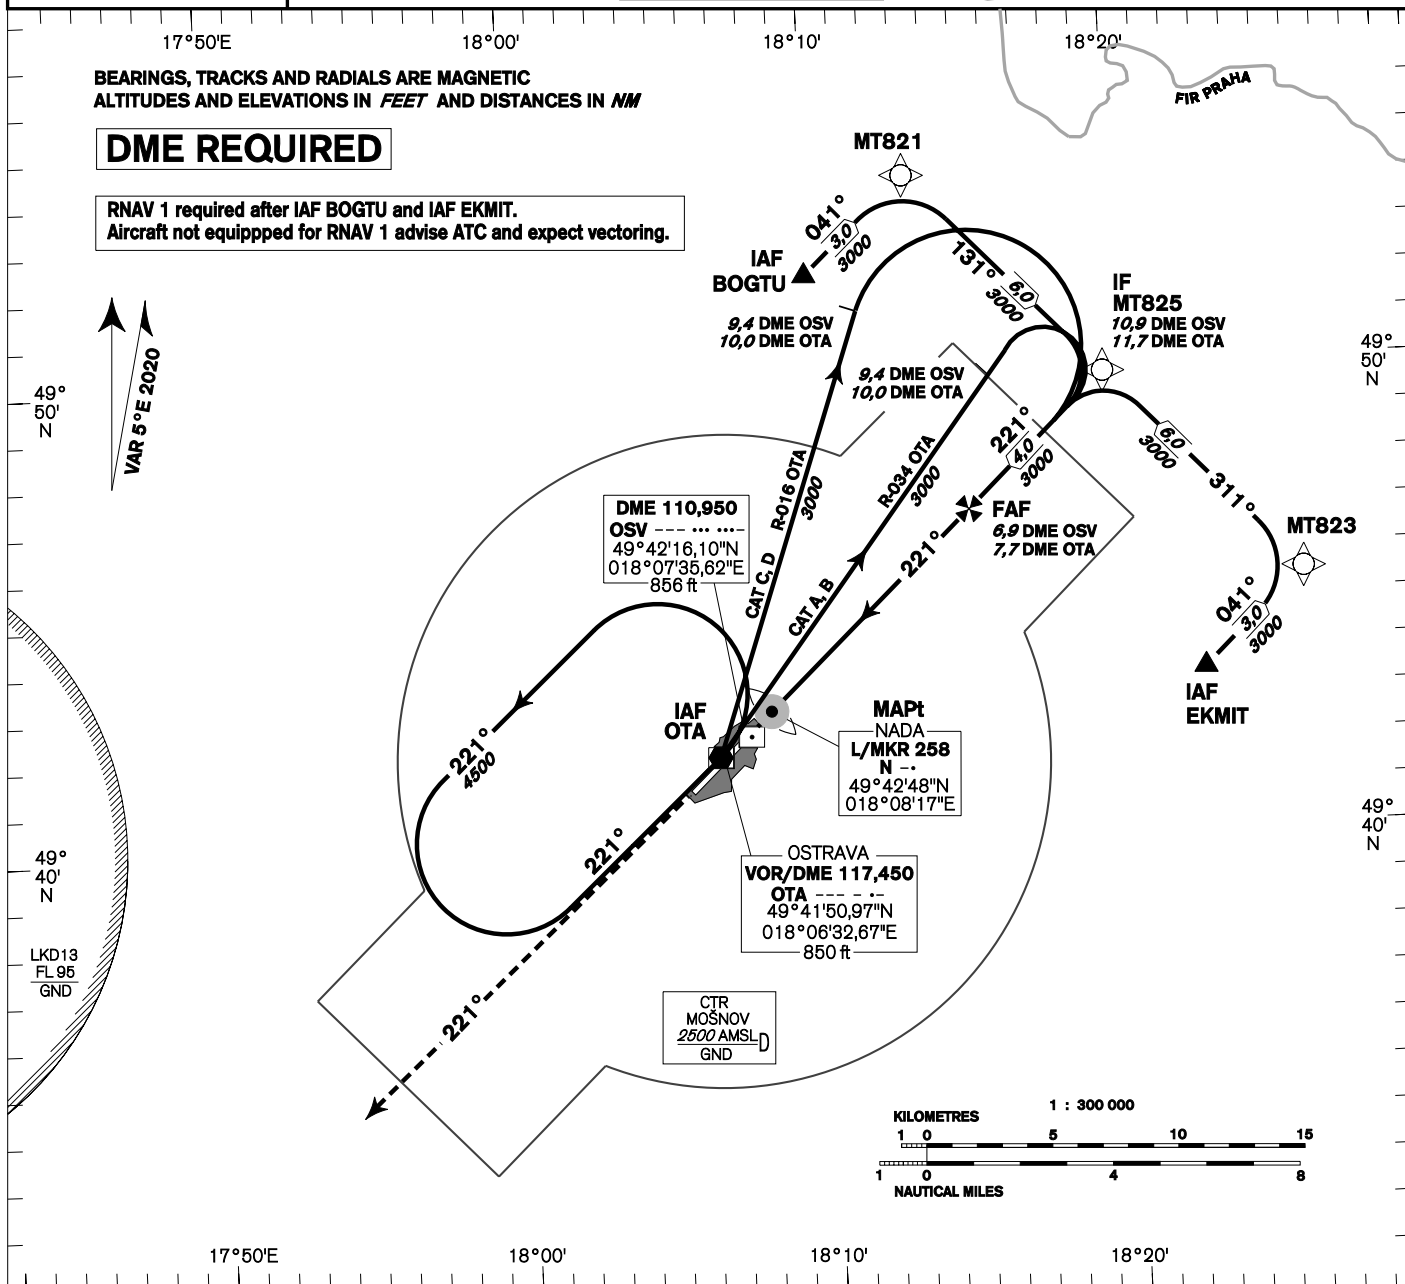 17°50'E
18°00'
18°10'
18°20'
BEARINGS, TRACKS AND RADIALS ARE MAGNETIC
ALTITUDES AND ELEVATIONS IN FEET AND DISTANCES IN NM
DME REQUIRED
RNAV 1 required after IAF BOGTU and IAF EKMIT.
Aircraft not equippped for RNAV 1 advise ATC and expect vectoring.
FIR PRAHA
MT821
041°
3,0
3000
IAF
BOGTU
131°
6,0
3000
IF
MT825
10,9 DME OSV
11,7 DME OTA
9,4 DME OSV
10,0 DME OTA
9,4 DME OSV
10,0 DME OTA
VAR 5°E 2020
49°
50'
N
49°
50'
N
221°
4,0
3000
6,0
3000
311°
MT823
041°
3,0
3000
IAF
EKMIT
R-016 OTA
3000
CAT C, D
R-034 OTA
3000
CAT A, B
FAF
6,9 DME OSV
7,7 DME OTA
221°
DME 110,950
OSV --- ··· ···-
49°42'16,10"N
018°07'35,62"E
856 ft
IAF
OTA
MAPt
NADA
L/MKR 258
N -·
49°42'48"N
018°08'17"E
221°
4500
221°
OSTRAVA
VOR/DME 117,450
OTA --- - ·-
49°41'50,97"N
018°06'32,67"E
850 ft
49°
40'
N
49°
40'
N
LKD13
FL 95
GND
221°
CTR
MOŠNOV
2500 AMSL
GND
D
1 : 300 000
KILOMETRES
1 0 5 10 15
1 0 4 8
NAUTICAL MILES
17°50'E
18°00'
18°10'
18°20'